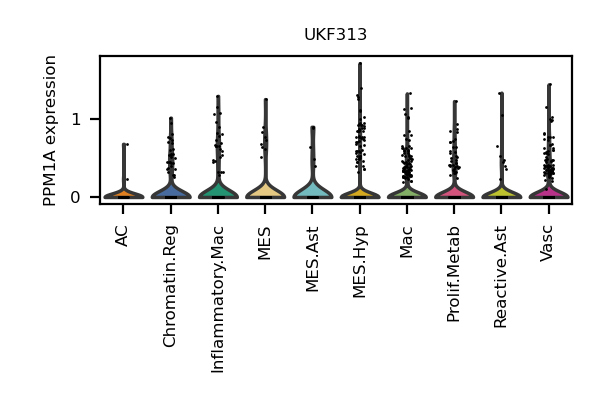 UKF313
PPM1A expression
1
0
AC
Chromatin.Reg
Inflammatory.Mac
MES
MES.Ast
MES.Hyp
Mac
Prolif.Metab
Reactive.Ast
Vasc